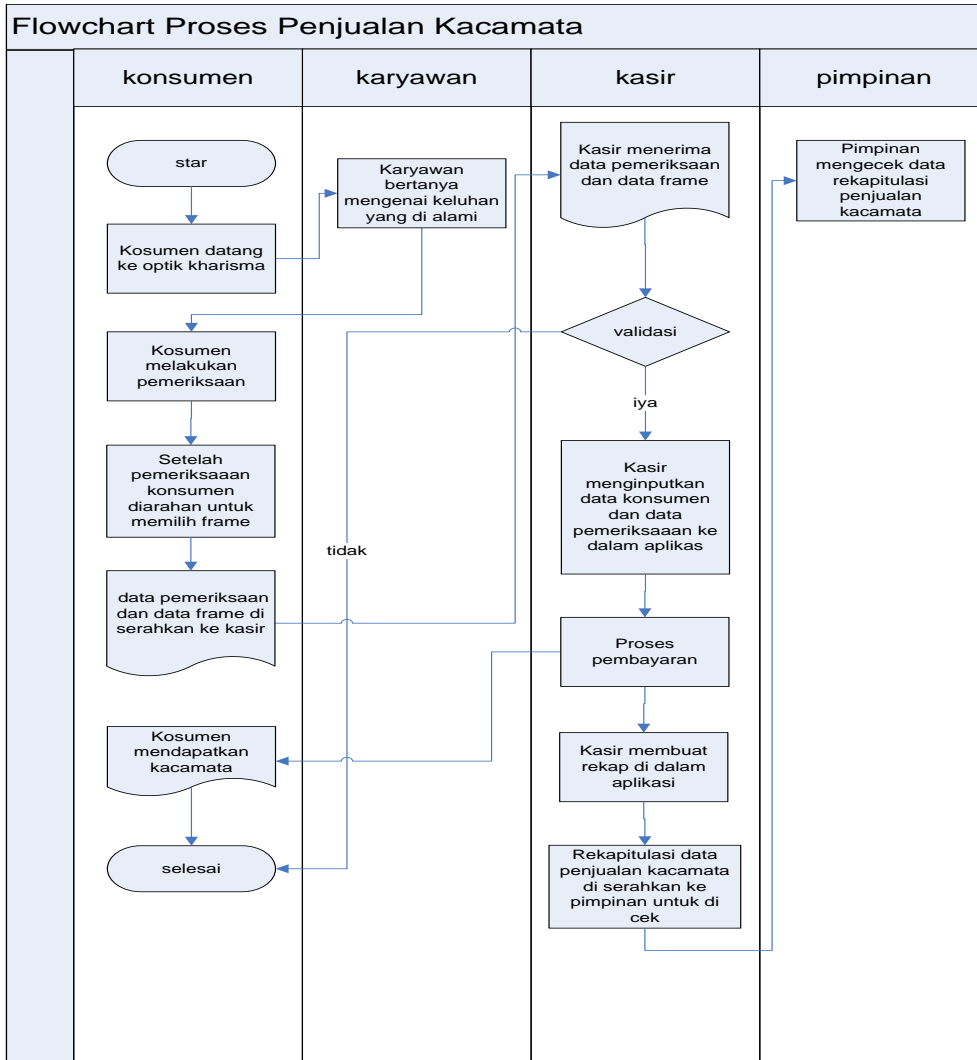 Flowchart Proses Penjualan Kacamata
konsumen
karyawan
kasir
pimpinan
star
Kosumen datang
ke optik kharisma
Karyawan
bertanya
mengenai keluhan
yang di alami
Kosumen
melakukan
pemeriksaan
Setelah
pemeriksaaan
konsumen
diarahan untuk
memilih frame
data pemeriksaan
dan data frame di
serahkan ke kasir
Kasir menerima
data pemeriksaan
dan data frame
validasi
iya
tidak
Kasir
menginputkan
data konsumen
dan data
pemeriksaaan ke
dalam aplikas
Proses
pembayaran
Kosumen
mendapatkan
kacamata
selesai
Kasir membuat
rekap di dalam
aplikasi
Rekapitulasi data
penjualan kacamata
di serahkan ke
pimpinan untuk di
cek
Pimpinan
mengecek data
rekapitulasi
penjualan
kacamata